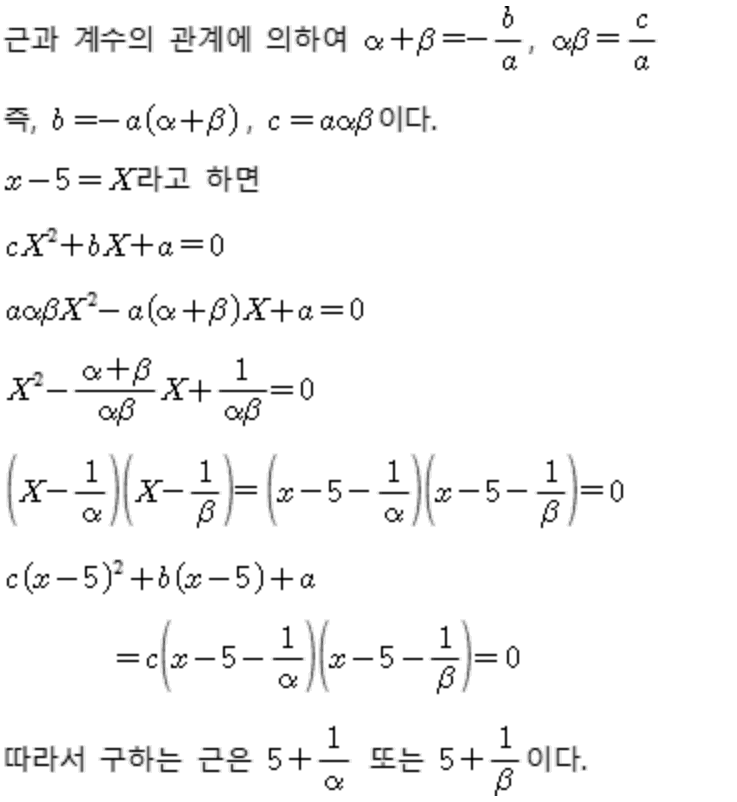 근과 계수의 관계에 의하여 α+β=-b/a, αβ=c/a
즉, b=-a(α+β), c=aαβ이다.
x-5=X라고 하면
cX²+bX+a=0
aαβX²-a(α+β)X+a=0
X²-(α+β)/(αβ) X+1/(αβ)=0
(X-1/α)(X-1/β)=(x-5-1/α)(x-5-1/β)=0
c(x-5)²+b(x-5)+a
=c(x-5-1/α)(x-5-1/β)=0
따라서 구하는 근은 5+1/α 또는 5+1/β이다.